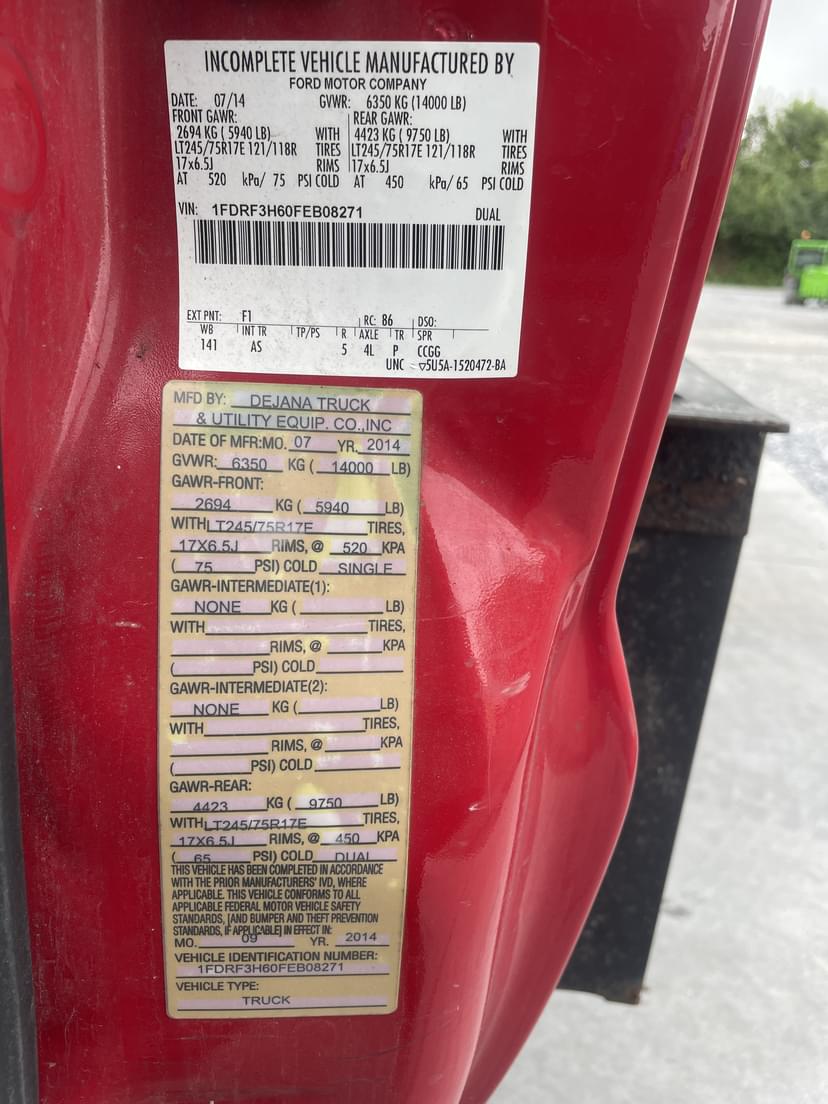 INCOMPLETE VEHICLE MANUFACTURED BY
FORD MOTOR COMPANY
DATE: 07/14 GVWR: 6350 KG (14000 LB)
FRONT GAWR: REAR GAWR:
2694 KG ( 5940 LB) WITH 4423 KG ( 9750 LB) WITH
LT245/75R17E 121/118R TIRES LT245/75R17E 121/118R TIRES
17x6.5J RIMS 17x6.5J RIMS
AT 520 kPa/ 75 PSI COLD AT 450 kPa/ 65 PSI COLD
VIN: 1FDRF3H60FEB08271 DUAL
EXT PNT: F1 RC: 86 DSO:
WB INT TR TP/PS R AXLE TR SPR
141 AS 5 4L P CCGG
UNC ▽5U5A-1520472-BA
MFD BY: DEJANA TRUCK
& UTILITY EQUIP. CO.,INC
DATE OF MFR:MO. 07 YR. 2014
GVWR: 6350 KG ( 14000 LB)
GAWR-FRONT:
2694 KG ( 5940 LB)
WITH LT245/75R17E TIRES,
17X6.5J RIMS, @ 520 KPA
( 75 PSI) COLD SINGLE
GAWR-INTERMEDIATE(1):
NONE KG ( LB)
WITH TIRES,
RIMS, @ KPA
( PSI) COLD
GAWR-INTERMEDIATE(2):
NONE KG ( LB)
WITH TIRES,
RIMS, @ KPA
( PSI) COLD
GAWR-REAR:
4423 KG ( 9750 LB)
WITH LT245/75R17E TIRES,
17X6.5J RIMS, @ 450 KPA
( 65 PSI) COLD DUAL
THIS VEHICLE HAS BEEN COMPLETED IN ACCORDANCE
WITH THE PRIOR MANUFACTURERS' IVD, WHERE
APPLICABLE. THIS VEHICLE CONFORMS TO ALL
APPLICABLE FEDERAL MOTOR VEHICLE SAFETY
STANDARDS, [AND BUMPER AND THEFT PREVENTION
STANDARDS, IF APPLICABLE] IN EFFECT IN:
MO. 09 YR. 2014
VEHICLE IDENTIFICATION NUMBER:
1FDRF3H60FEB08271
VEHICLE TYPE:
TRUCK